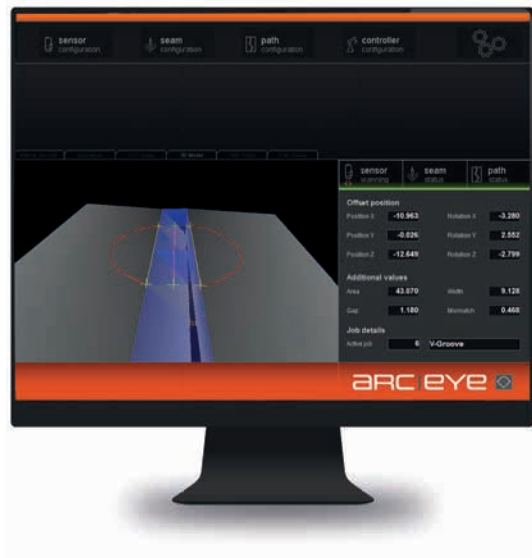 sensor
configuration
seam
configuration
path
configuration
controller
configuration
3D Model
sensor
scanning
seam
status
path
status
Offset position
Position X -10.963 Rotation X -3.280
Position Y -0.026 Rotation Y 2.552
Position Z -12.649 Rotation Z -2.799
Additional values
Area 43.070 Width 9.128
Gap 1.180 Mismatch 0.468
Job details
Active job 6 V-Groove
ARC EYE